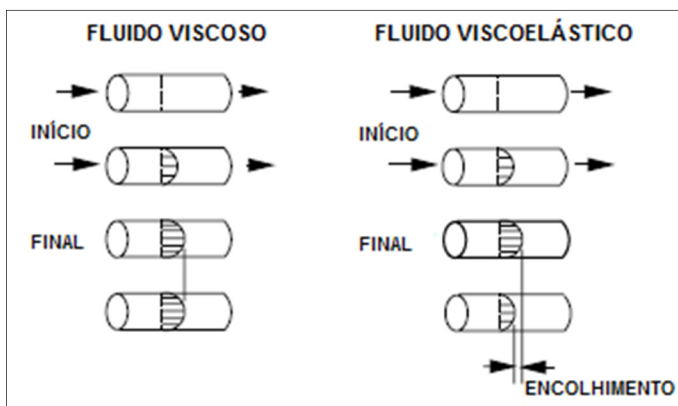 FLUIDO VISCOSO
FLUIDO VISCOELÁSTICO
INÍCIO
INÍCIO
FINAL
FINAL
ENCOLHIMENTO